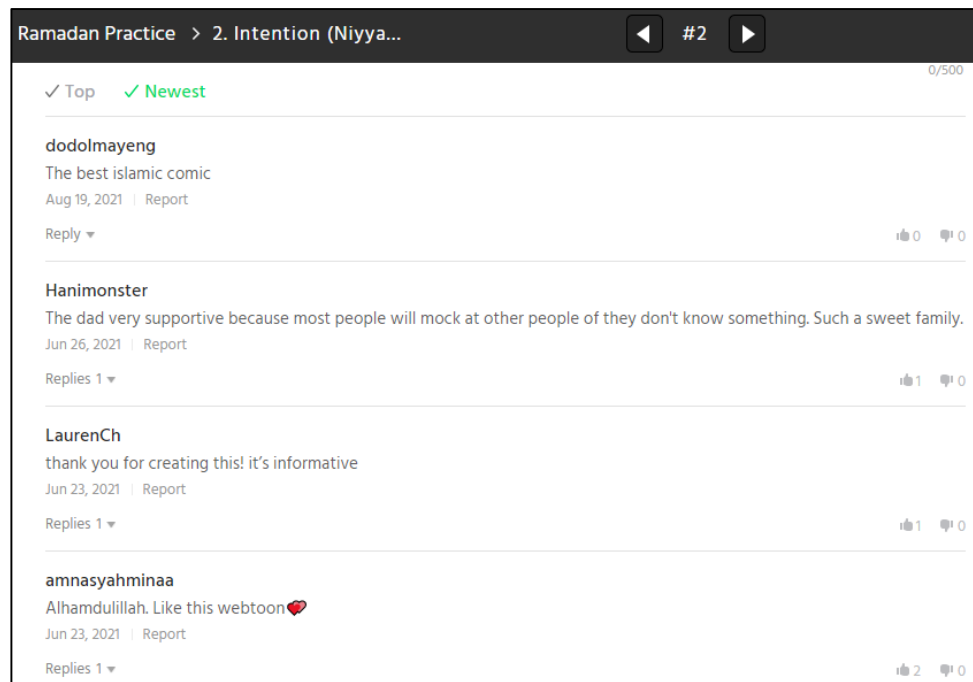 Ramadan Practice > 2. Intention (Niyya... #2
0/500
✓ Top ✓ Newest
dodolmayeng
The best islamic comic
Aug 19, 2021 | Report
Reply ▾ 0 0
Hanimonster
The dad very supportive because most people will mock at other people of they don't know something. Such a sweet family.
Jun 26, 2021 | Report
Replies 1 ▾ 1 0
LaurenCh
thank you for creating this! it's informative
Jun 23, 2021 | Report
Replies 1 ▾ 1 0
amnasyahminaa
Alhamdulillah. Like this webtoon💕
Jun 23, 2021 | Report
Replies 1 ▾ 2 0